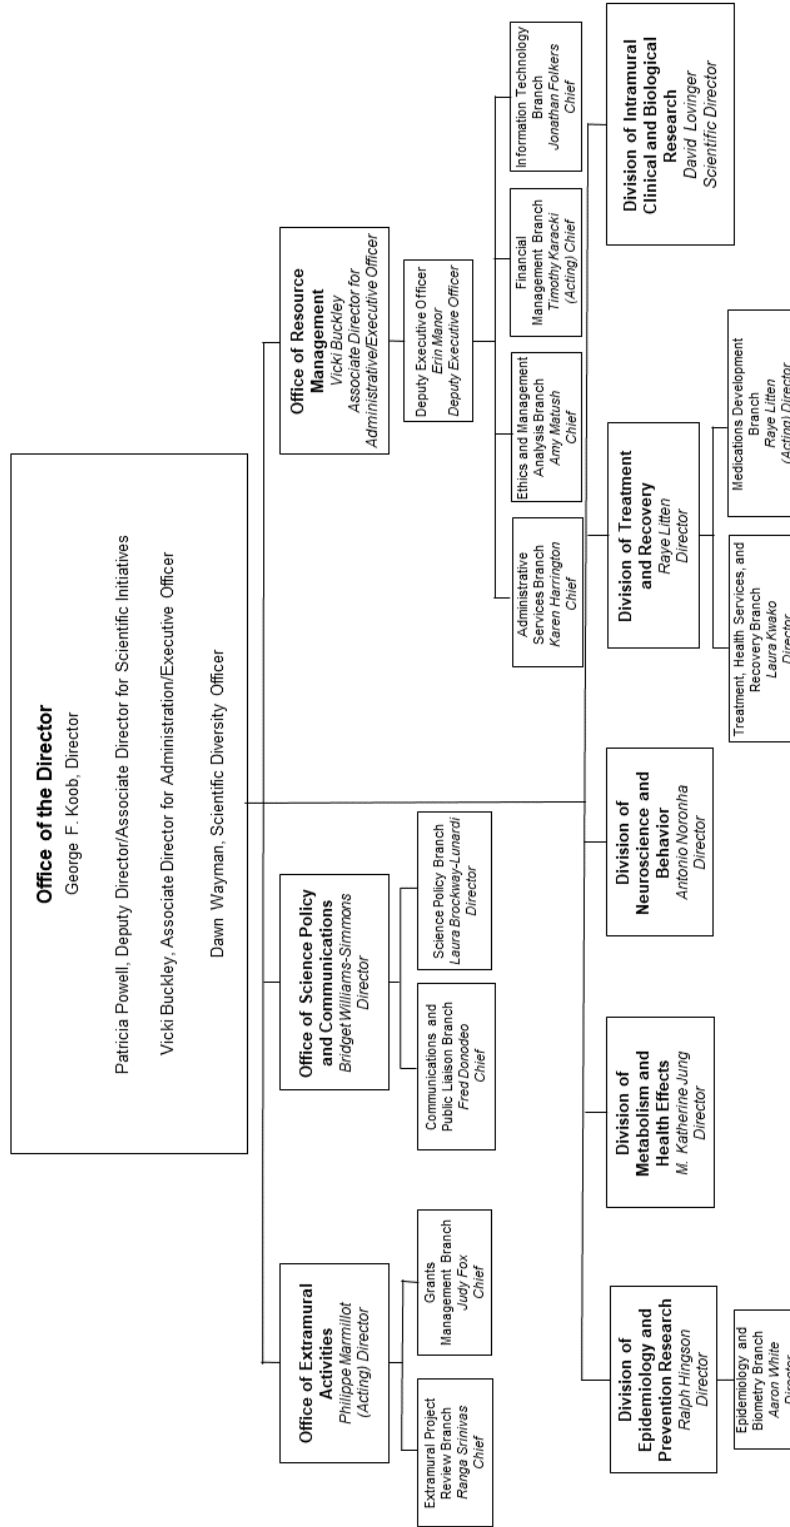 Office of the Director
George F. Koob, Director
Patricia Powell, Deputy Director/Associate Director for Scientific Initiatives
Vicki Buckley, Associate Director for Administration/Executive Officer
Dawn Wayman, Scientific Diversity Officer
Office of Extramural
Activities
Philippe Marmillot
(Acting) Director
Extramural Project
Review Branch
Ranga Srinivas
Chief
Grants
Management Branch
Judy Fox
Chief
Office of Science Policy
and Communications
Bridget Williams-Simmons
Director
Communications and
Public Liaison Branch
Fred Donodeo
Chief
Science Policy Branch
Laura Brockway-Lunardi
Director
Office of Resource
Management
Vicki Buckley
Associate Director for
Administrative/Executive Officer
Deputy Executive Officer
Erin Manor
Deputy Executive Officer
Administrative
Services Branch
Karen Harrington
Chief
Ethics and Management
Analysis Branch
Amy Matush
Chief
Financial
Management Branch
Timothy Karacki
(Acting) Chief
Information Technology
Branch
Jonathan Folkers
Chief
Division of
Epidemiology and
Prevention Research
Ralph Hingson
Director
Epidemiology and
Biometry Branch
Aaron White
Director
Division of
Metabolism and
Health Effects
M. Katherine Jung
Director
Division of
Neuroscience and
Behavior
Antonio Noronha
Director
Division of Treatment
and Recovery
Raye Litten
Director
Treatment, Health Services, and
Recovery Branch
Laura Kwako
Director
Medications Development
Branch
Raye Litten
(Acting) Director
Division of Intramural
Clinical and Biological
Research
David Lovinger
Scientific Director